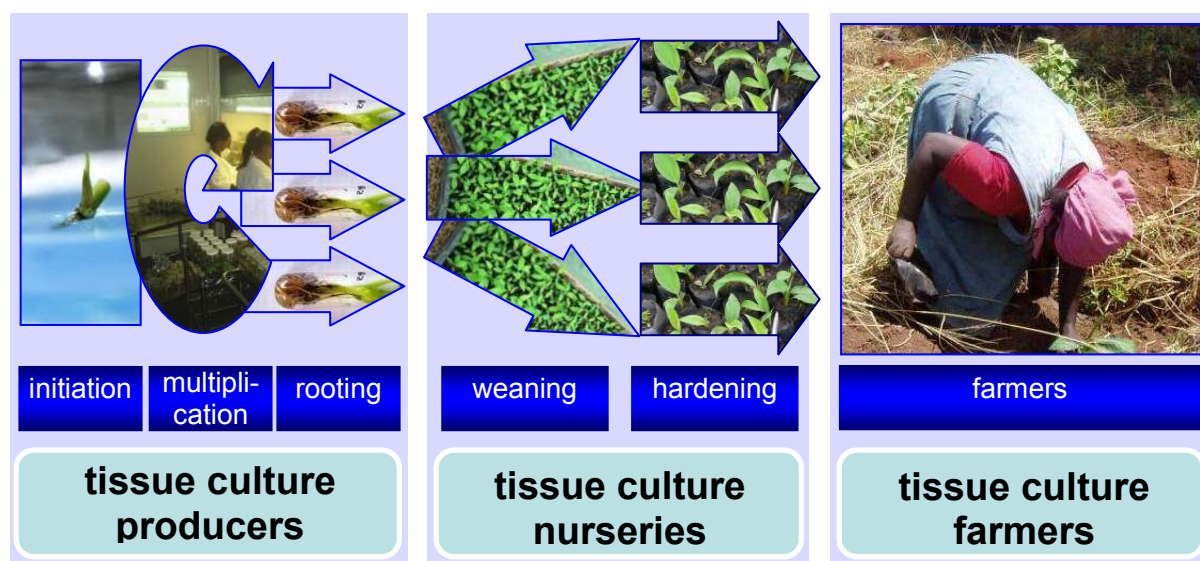 initiation
multipli-
cation
rooting
weaning
hardening
farmers
tissue culture
producers
tissue culture
nurseries
tissue culture
farmers